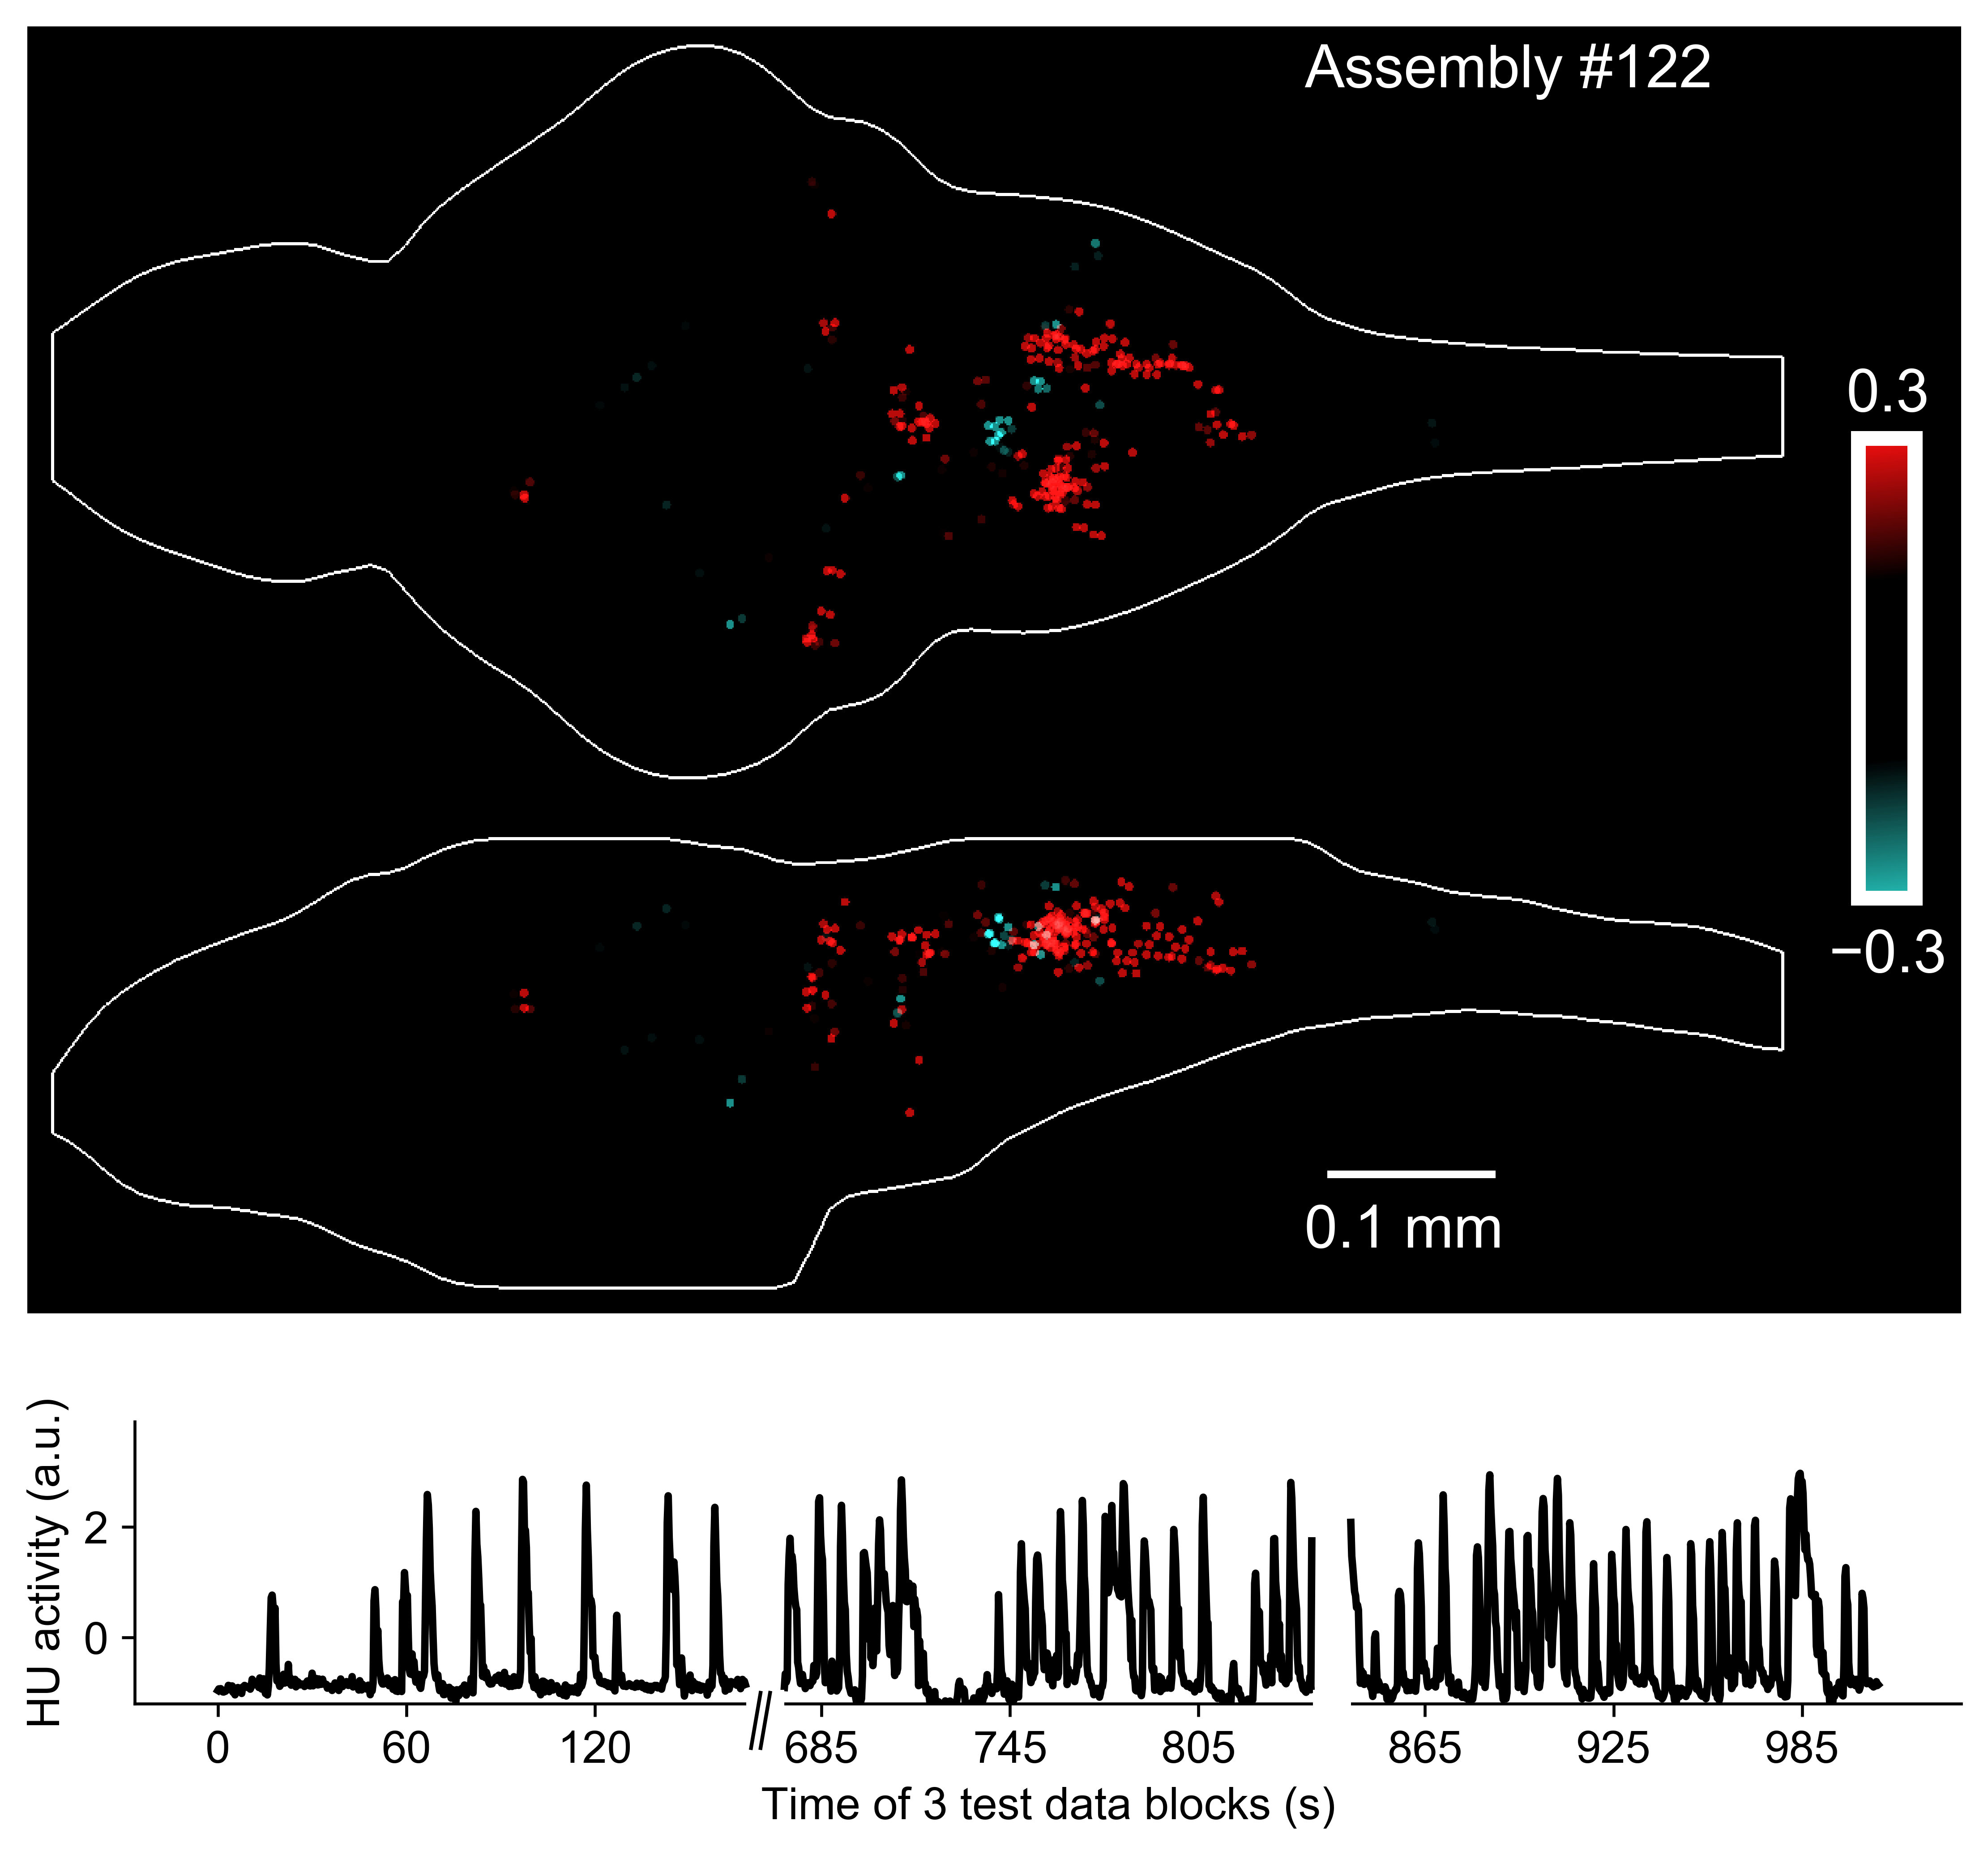 Assembly #122
0.3
−0.3
0.1 mm
HU activity (a.u.)
2
0
0 60 120 685 745 805 865 925 985
Time of 3 test data blocks (s)